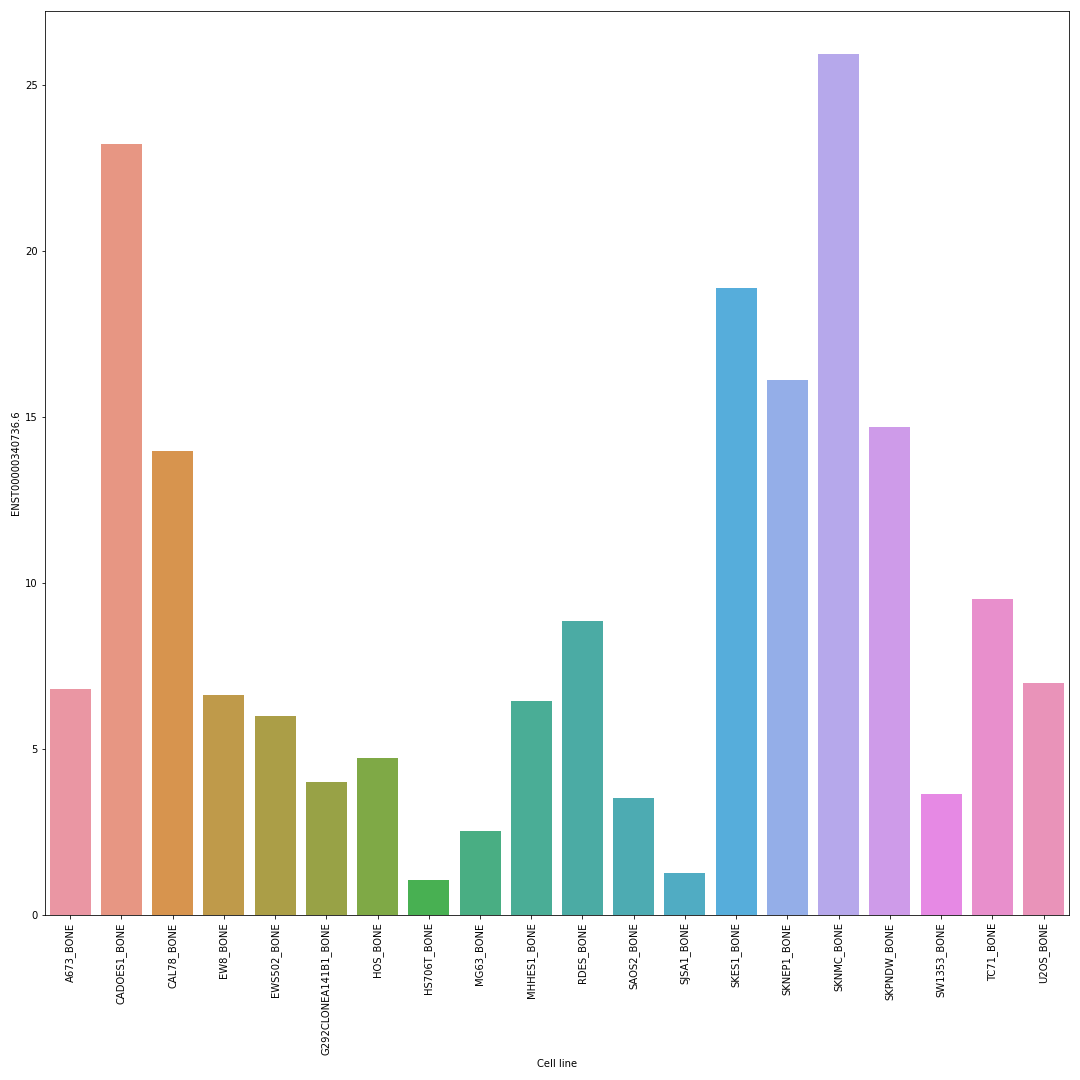 ENST00000340736.6
25
20
15
10
5
0
A673_BONE
CADOES1_BONE
CAL78_BONE
EW8_BONE
EWS502_BONE
G292CLONEA141B1_BONE
HOS_BONE
HS706T_BONE
MG63_BONE
MHHES1_BONE
RDES_BONE
SAOS2_BONE
SJSA1_BONE
SKES1_BONE
SKNEP1_BONE
SKNMC_BONE
SKPNDW_BONE
SW1353_BONE
TC71_BONE
U2OS_BONE
Cell line